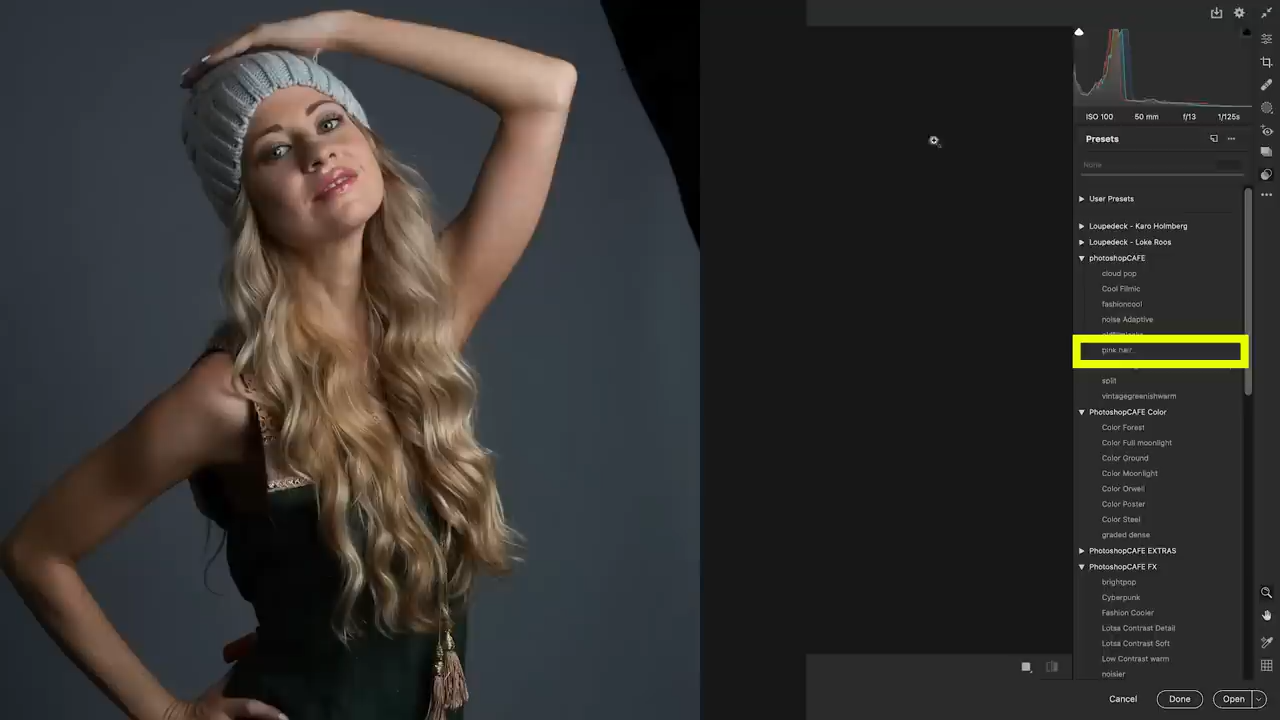 ISO 100 50 mm f/13 1/125s
Presets
None
User Presets
Loupedeck - Karo Holmberg
Loupedeck - Loke Roos
photoshopCAFE
cloud pop
Cool Filmic
fashioncool
noise Adaptive
pink hair
split
vintagegreenishwarm
PhotoshopCAFE Color
Color Forest
Color Full moonlight
Color Ground
Color Moonlight
Color Orwell
Color Poster
Color Steel
graded dense
PhotoshopCAFE EXTRAS
PhotoshopCAFE FX
brightpop
Cyberpunk
Fashion Cooler
Lotsa Contrast Detail
Lotsa Contrast Soft
Low Contrast warm
noisier
Cancel Done Open